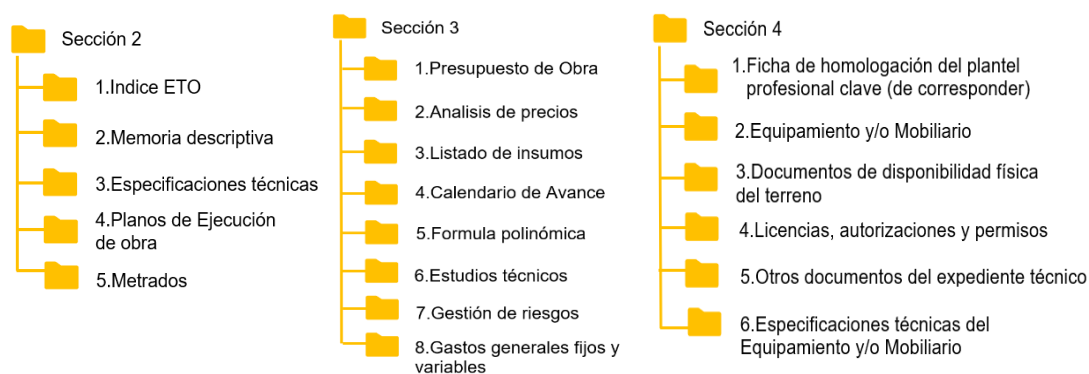 Sección 2
1.Indice ETO
2.Memoria descriptiva
3.Especificaciones técnicas
4.Planos de Ejecución
de obra
5.Metrados
Sección 3
1.Presupuesto de Obra
2.Analisis de precios
3.Listado de insumos
4.Calendario de Avance
5.Formula polinómica
6.Estudios técnicos
7.Gestión de riesgos
8.Gastos generales fijos y
variables
Sección 4
1.Ficha de homologación del plantel
profesional clave (de corresponder)
2.Equipamiento y/o Mobiliario
3.Documentos de disponibilidad física
del terreno
4.Licencias, autorizaciones y permisos
5.Otros documentos del expediente técnico
6.Especificaciones técnicas del
Equipamiento y/o Mobiliario